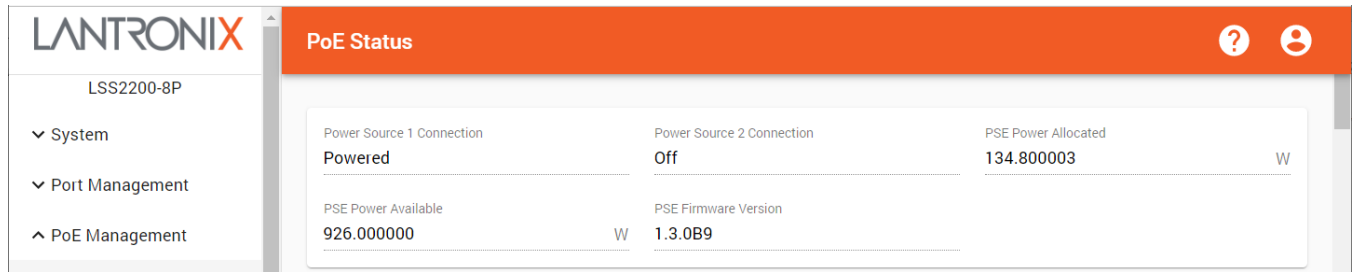 LANTRONIX
PoE Status
?
LSS2200-8P
System
Port Management
PoE Management
Power Source 1 Connection
Powered
Power Source 2 Connection
Off
PSE Power Allocated
134.800003 W
PSE Power Available
926.000000 W
PSE Firmware Version
1.3.0B9